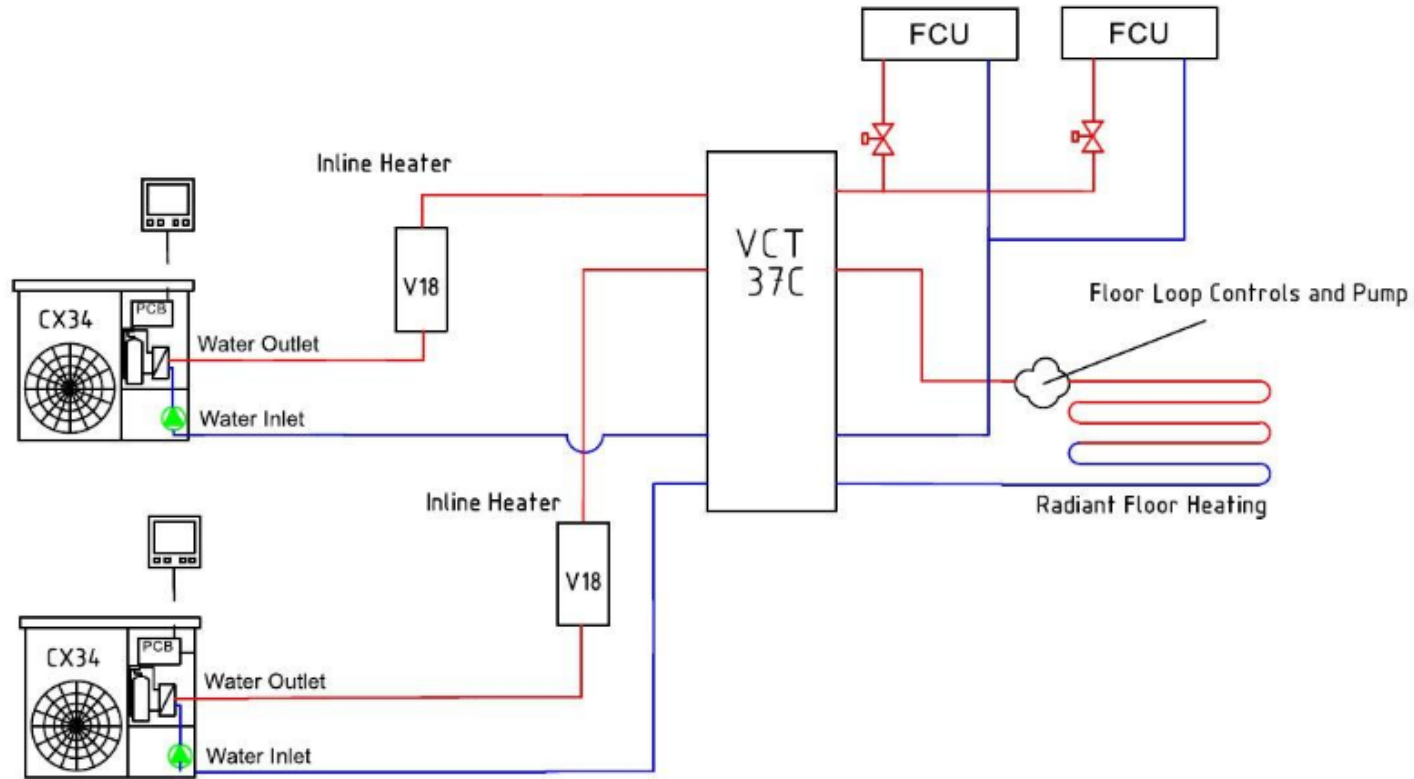 FCU
FCU
Inline Heater
VCT
37C
V18
Floor Loop Controls and Pump
PCB
CX34
Water Outlet
Water Inlet
Inline Heater
Radiant Floor Heating
V18
PCB
CX34
Water Outlet
Water Inlet